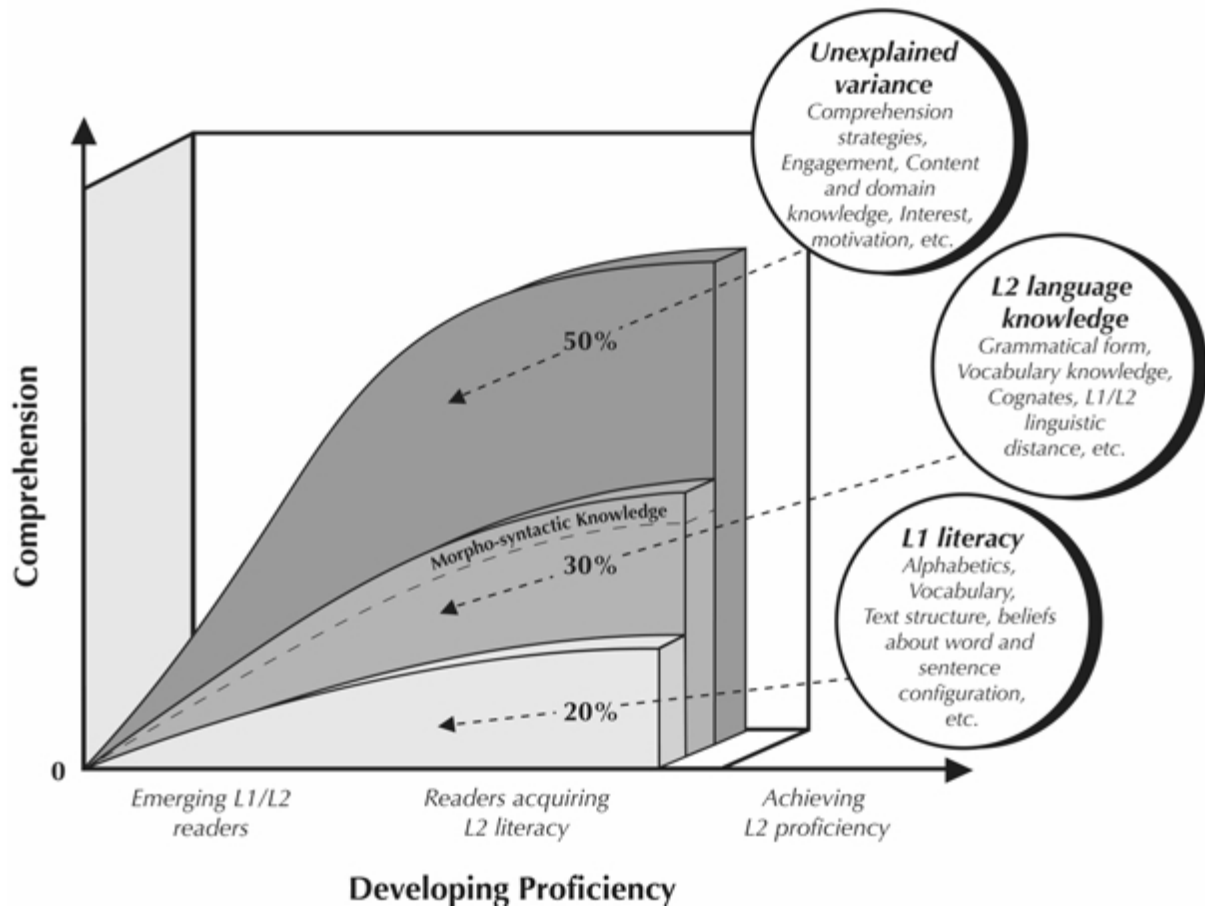 Unexplained
variance
Comprehension
strategies,
Engagement, Content
and domain
knowledge, Interest,
motivation, etc.
L2 language
knowledge
Grammatical form,
Vocabulary knowledge,
Cognates, L1/L2
linguistic
distance, etc.
L1 literacy
Alphabetics,
Vocabulary,
Text structure, beliefs
about word and
sentence
configuration,
etc.
50%
Morpho-syntactic Knowledge
30%
20%
Comprehension
0
Emerging L1/L2
readers
Readers acquiring
L2 literacy
Achieving
L2 proficiency
Developing Proficiency